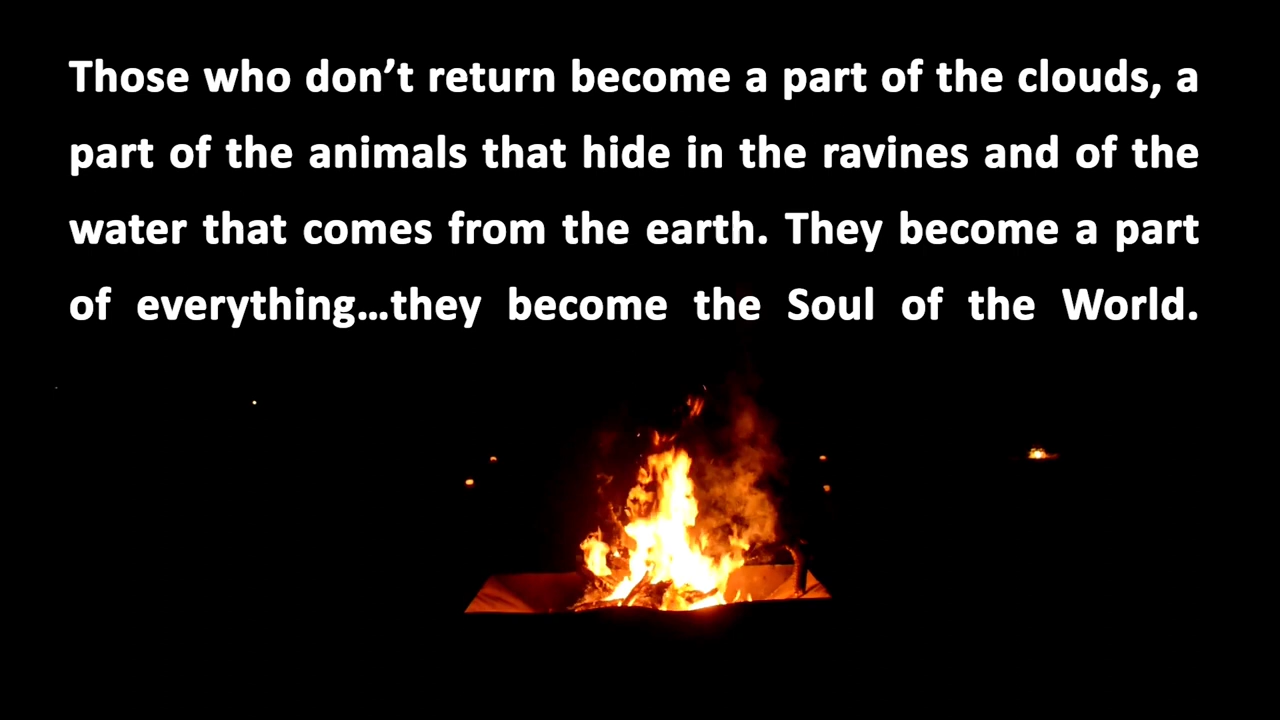 Those who don’t return become a part of the clouds, a
part of the animals that hide in the ravines and of the
water that comes from the earth. They become a part
of everything…they become the Soul of the World.